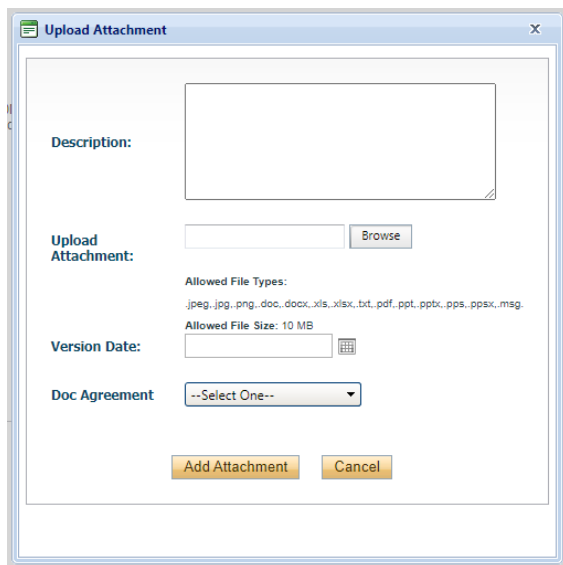 Upload Attachment
X
Description:
Upload
Attachment:
Browse
Allowed File Types:
.jpeg,.jpg,.png,.doc,.docx,.xls,.xlsx,.txt,.pdf,.ppt,.pptx,.pps,.ppsx,.msg.
Allowed File Size: 10 MB
Version Date:
Doc Agreement
--Select One--
Add Attachment
Cancel